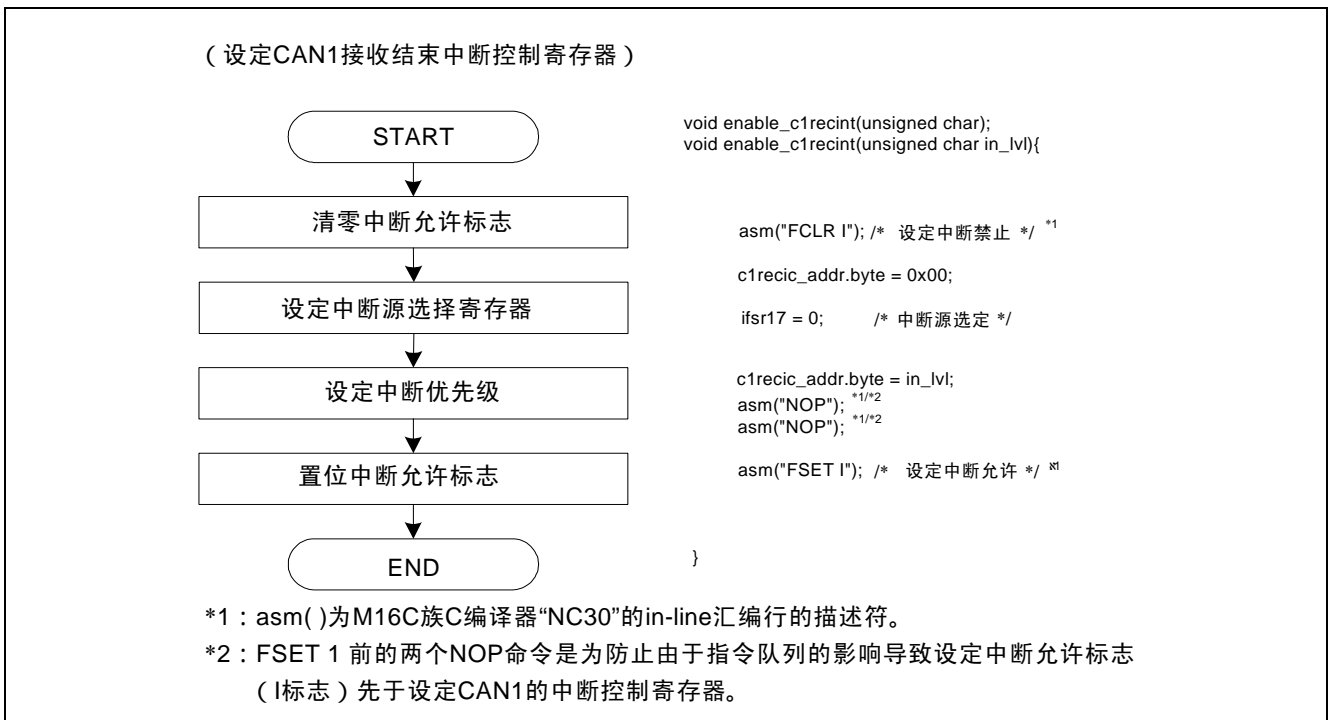 （设定CAN1接收结束中断控制寄存器）
START
void enable_c1recint(unsigned char);
void enable_c1recint(unsigned char in_lvl){
清零中断允许标志
asm("FCLR I"); /* 设定中断禁止 */ *1
c1recic_addr.byte = 0x00;
设定中断源选择寄存器
ifsr17 = 0; /* 中断源选定 */
设定中断优先级
c1recic_addr.byte = in_lvl;
asm("NOP"); *1/*2
asm("NOP"); *1/*2
置位中断允许标志
asm("FSET I"); /* 设定中断允许 */
END
}
*1：asm( )为M16C族C编译器“NC30”的in-line汇编行的描述符。
*2：FSET 1 前的两个NOP命令是为防止由于指令队列的影响导致设定中断允许标志
（I标志）先于设定CAN1的中断控制寄存器。